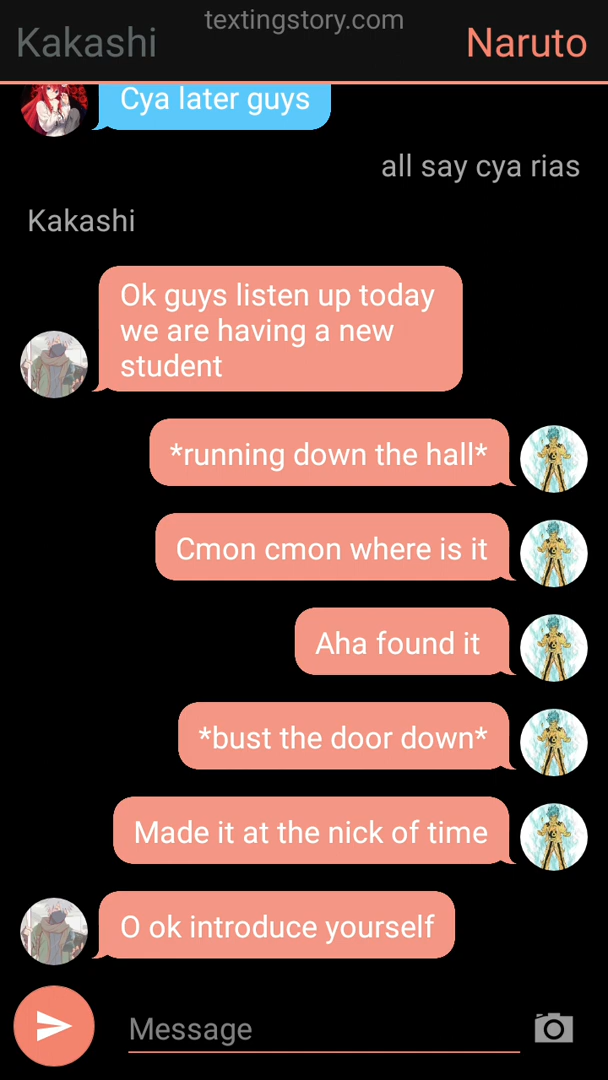 textingstory.com
Kakashi
Naruto
Cya later guys
all say cya rias
Kakashi
Ok guys listen up today
we are having a new
student
*running down the hall*
Cmon cmon where is it
Aha found it
*bust the door down*
Made it at the nick of time
O ok introduce yourself
Message